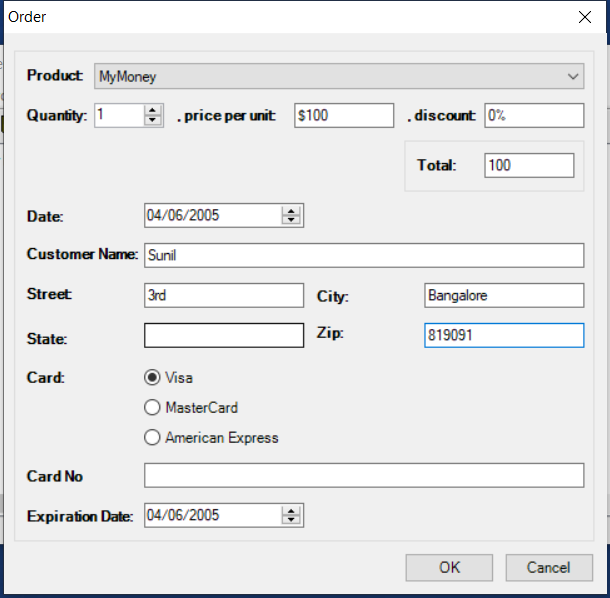 Order
Product: MyMoney
Quantity: 1 . price per unit: $100 . discount: 0%
Total: 100
Date: 04/06/2005
Customer Name: Sunil
Street: 3rd City: Bangalore
State: Zip: 819091
Card: Visa
MasterCard
American Express
Card No
Expiration Date: 04/06/2005
OK Cancel